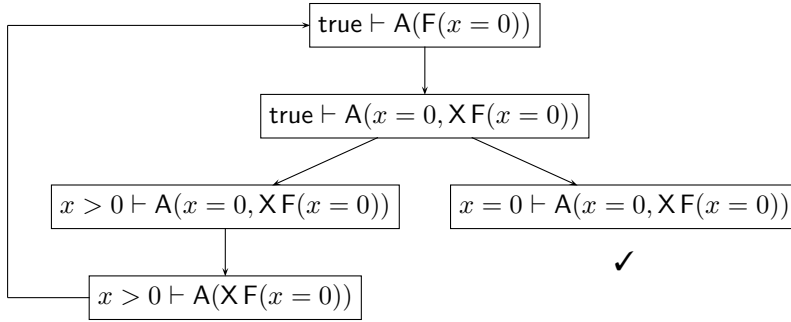 true ⊢ A(F(x = 0))
true ⊢ A(x = 0, X F(x = 0))
x > 0 ⊢ A(x = 0, X F(x = 0))
x = 0 ⊢ A(x = 0, X F(x = 0))
✓
x > 0 ⊢ A(X F(x = 0))